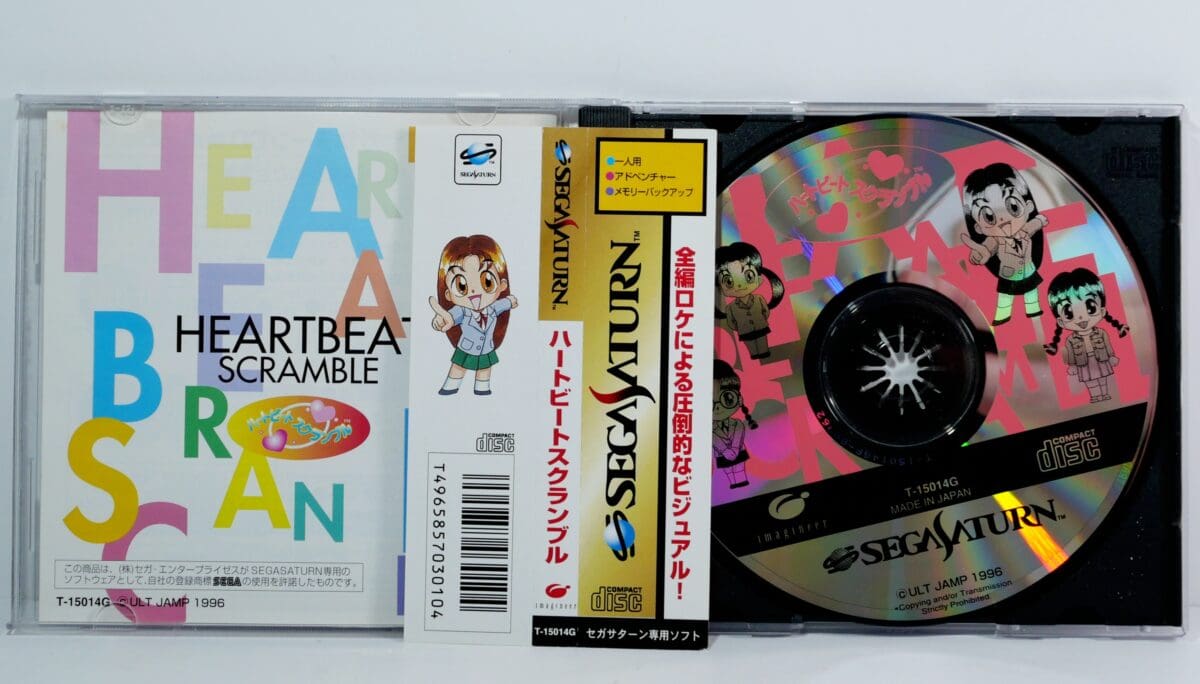 HEART
BEA
HEARTBEAT
SCRAMBLE
ハートビートスクランブル
SCRAN
この商品は、(株)セガ・エンタープライゼスがSEGASATURN専用の
ソフトウェアとして、自社の登録商標SEGAの使用を許諾したものです。
T-15014G ©ULT JAMP 1996
SEGASATURN
COMPACT
disc
T4965857030104
SEGASATURN™
ハートビートスクランブル
imagineer
T-15014G
一人用
アドベンチャー
メモリーバックアップ
SEGASATURN™
COMPACT
disc
全編ロケによる圧倒的なビジュアル!
セガサターン専用ソフト
disc
ハートビートスクランブル
COMPACT
disc
T-15014G
MADE IN JAPAN
imagineer
SEGASATURN™
©ULT JAMP 1996
*Copying and/or Transmission
Strictly Prohibited.